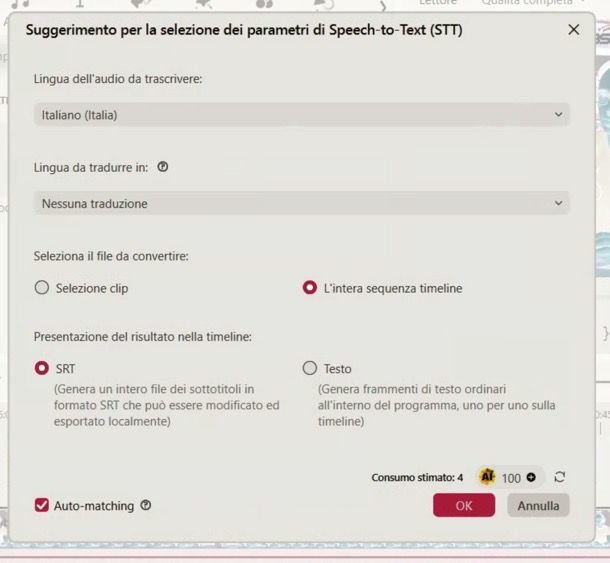 Lettore Qualità completa
Suggerimento per la selezione dei parametri di Speech-to-Text (STT)
Lingua dell'audio da trascrivere:
Italiano (Italia)
Lingua da tradurre in:
Nessuna traduzione
Seleziona il file da convertire:
Selezione clip
L'intera sequenza timeline
Presentazione del risultato nella timeline:
SRT
(Genera un intero file dei sottotitoli in
formato SRT che può essere modificato ed
esportato localmente)
Testo
(Genera frammenti di testo ordinari
all'interno del programma, uno per uno sulla
timeline)
Consumo stimato: 4 AI 100
Auto-matching
OK
Annulla